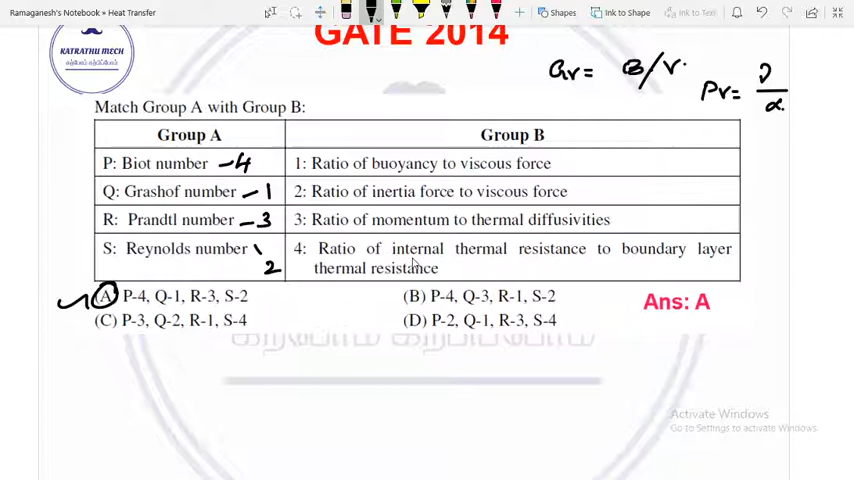 Ramaganesh's Notebook » Heat Transfer
Shapes
Ink to Shape
Ink to Text
GATE 2014
KATRATHU MECH
கற்போம் கற்பிப்போம்
Gr = B/V.
Pr = ν/α
Match Group A with Group B:
Group A Group B
P: Biot number –4 1: Ratio of buoyancy to viscous force
Q: Grashof number –1 2: Ratio of inertia force to viscous force
R: Prandtl number –3 3: Ratio of momentum to thermal diffusivities
S: Reynolds number \ 2 4: Ratio of internal thermal resistance to boundary layer
thermal resistance
(A) P-4, Q-1, R-3, S-2 (B) P-4, Q-3, R-1, S-2
(C) P-3, Q-2, R-1, S-4 (D) P-2, Q-1, R-3, S-4
Ans: A
Activate Windows
Go to Settings to activate Windows.